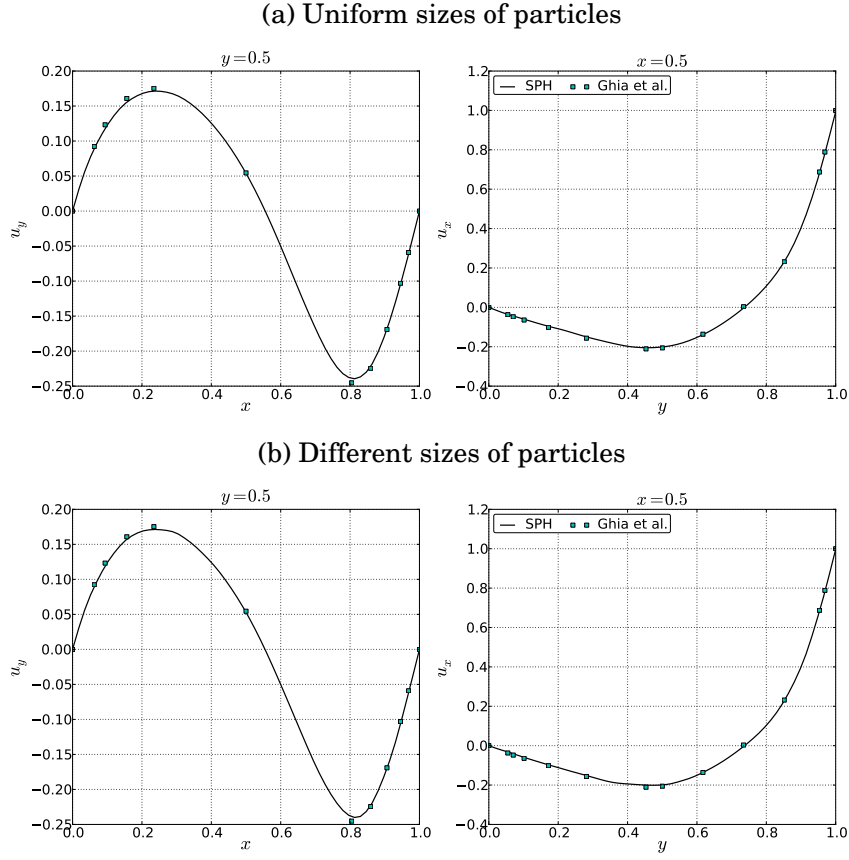 (a) Uniform sizes of particles
y=0.5
0.20
0.15
0.10
0.05
0.00
−0.05
−0.10
−0.15
−0.20
−0.25
u_y
0.0 0.2 0.4 0.6 0.8 1.0
x
x=0.5
SPH Ghia et al.
1.2
1.0
0.8
0.6
0.4
0.2
0.0
−0.2
−0.4
u_x
0.0 0.2 0.4 0.6 0.8 1.0
y
(b) Different sizes of particles
y=0.5
0.20
0.15
0.10
0.05
0.00
−0.05
−0.10
−0.15
−0.20
−0.25
u_y
0.0 0.2 0.4 0.6 0.8 1.0
x
x=0.5
SPH Ghia et al.
1.2
1.0
0.8
0.6
0.4
0.2
0.0
−0.2
−0.4
u_x
0.0 0.2 0.4 0.6 0.8 1.0
y